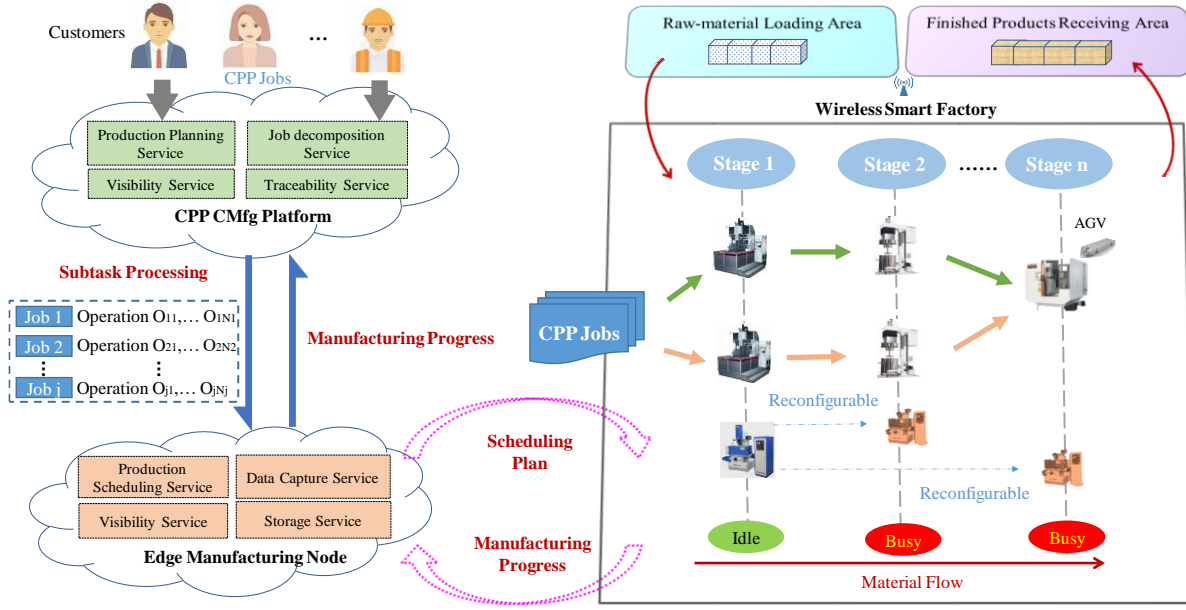 Customers
...
CPP Jobs
Production Planning
Service
Job decomposition
Service
Visibility Service
Traceability Service
CPP CMfg Platform
Subtask Processing
Job 1 Operation O11,… O1N1
Job 2 Operation O21,… O2N2
Job j Operation Oj1,… OjNj
Manufacturing Progress
Production
Scheduling Service
Data Capture Service
Visibility Service
Storage Service
Edge Manufacturing Node
Scheduling
Plan
Manufacturing
Progress
Raw-material Loading Area
Finished Products Receiving Area
Wireless Smart Factory
Stage 1
Stage 2
......
Stage n
AGV
CPP Jobs
Reconfigurable
Reconfigurable
Idle
Busy
Busy
Material Flow